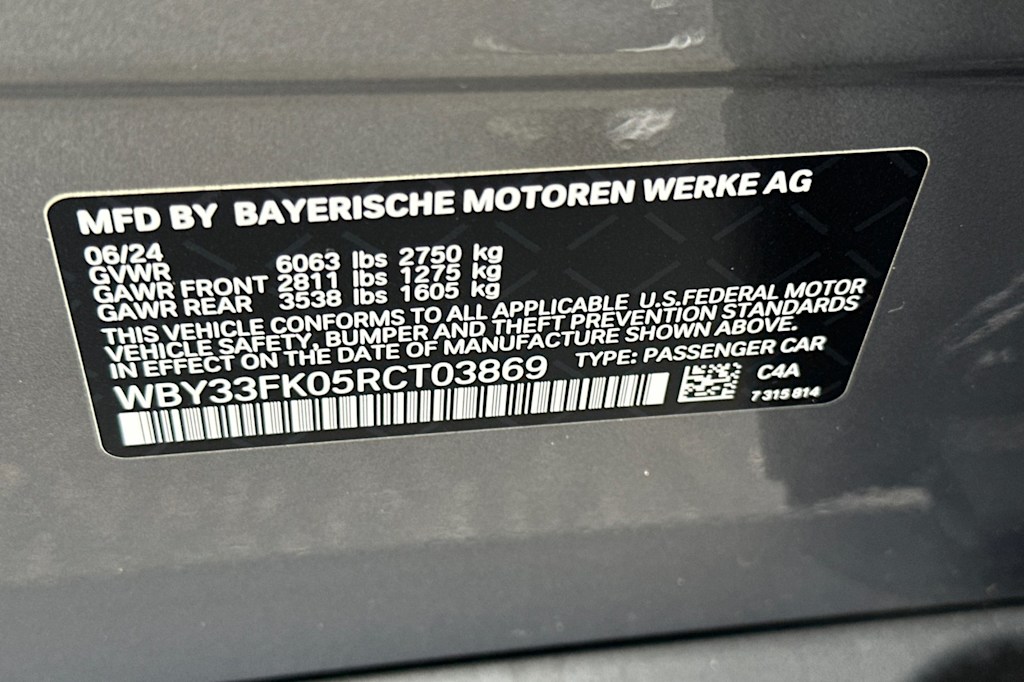 MFD BY BAYERISCHE MOTOREN WERKE AG
06/24
GVWR 6063 lbs 2750 kg
GAWR FRONT 2811 lbs 1275 kg
GAWR REAR 3538 lbs 1605 kg
THIS VEHICLE CONFORMS TO ALL APPLICABLE U.S.FEDERAL MOTOR
VEHICLE SAFETY, BUMPER AND THEFT PREVENTION STANDARDS
IN EFFECT ON THE DATE OF MANUFACTURE SHOWN ABOVE.
WBY33FK05RCT03869 TYPE: PASSENGER CAR
C4A
7 315 814